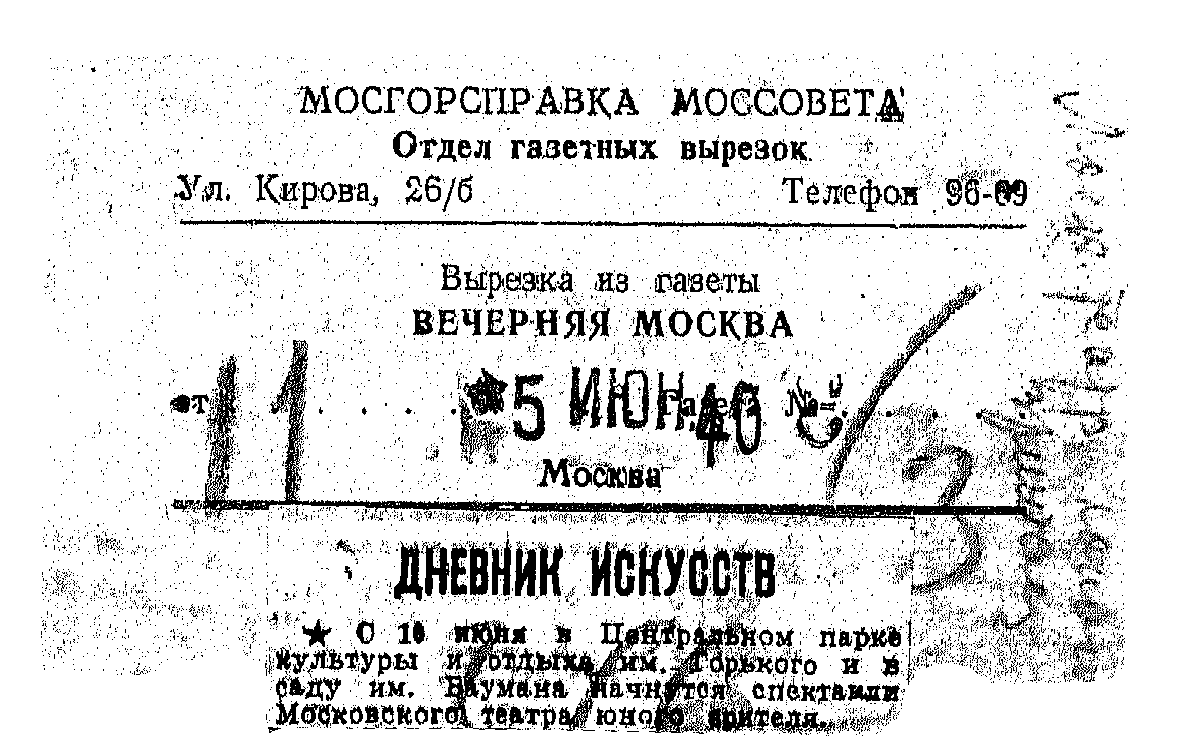 МОСГОРСПРАВКА МОССОВЕТА
Отдел газетных вырезок
Ул. Кирова, 26/б Телефон 96-69
Вырезка из газеты
ВЕЧЕРНЯЯ МОСКВА
от . . . . 5 ИЮН. 40 Газета № . . . .
Москва
ДНЕВНИК ИСКУССТВ
★ С 10 июня в Центральном парке
культуры и отдыха им. Горького и в
саду им. Баумана начнутся спектакли
Московского театра юного зрителя.